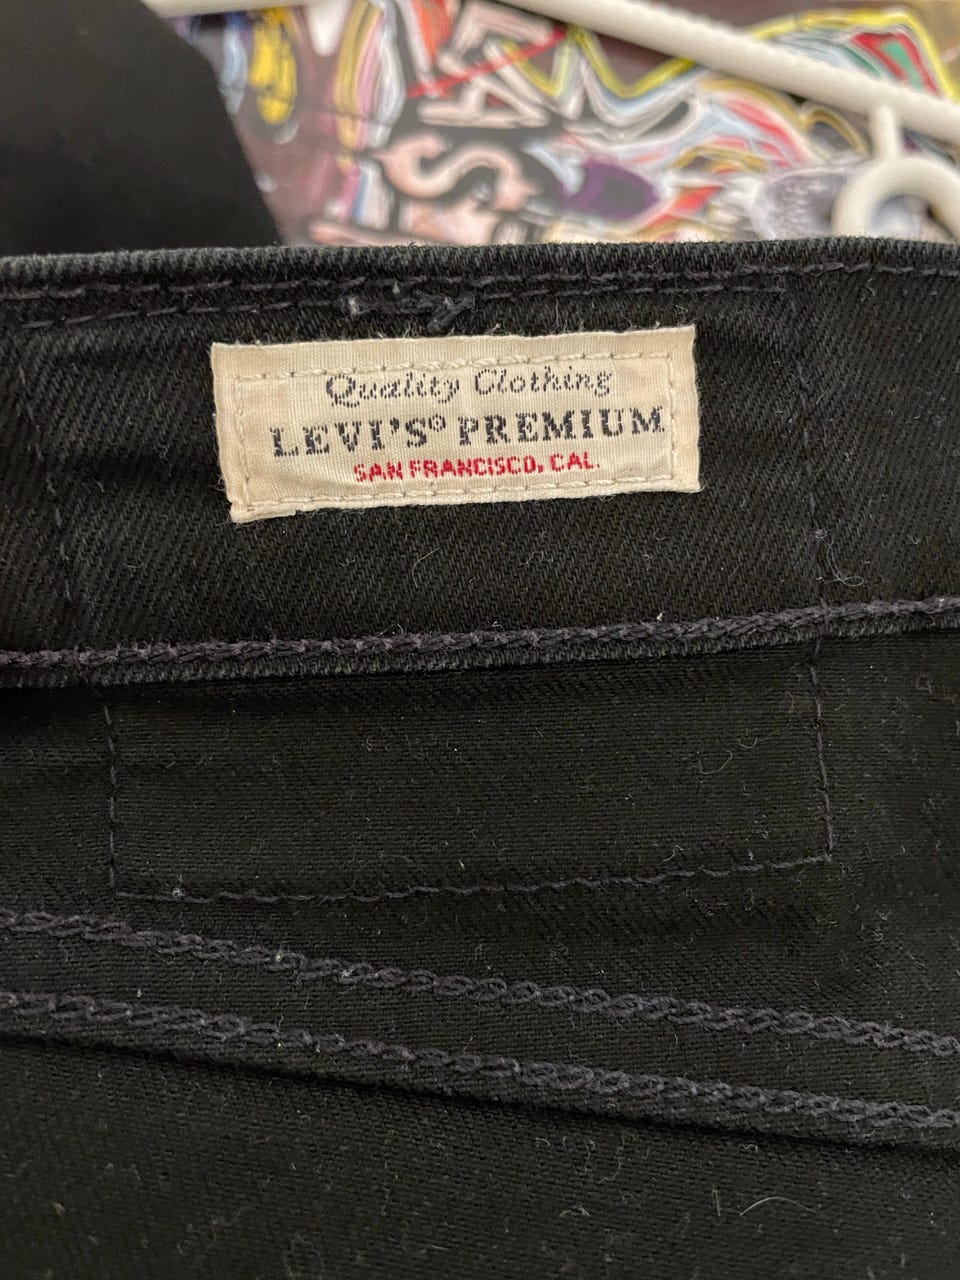 Quality Clothing
LEVI'S® PREMIUM
SAN FRANCISCO, CAL.